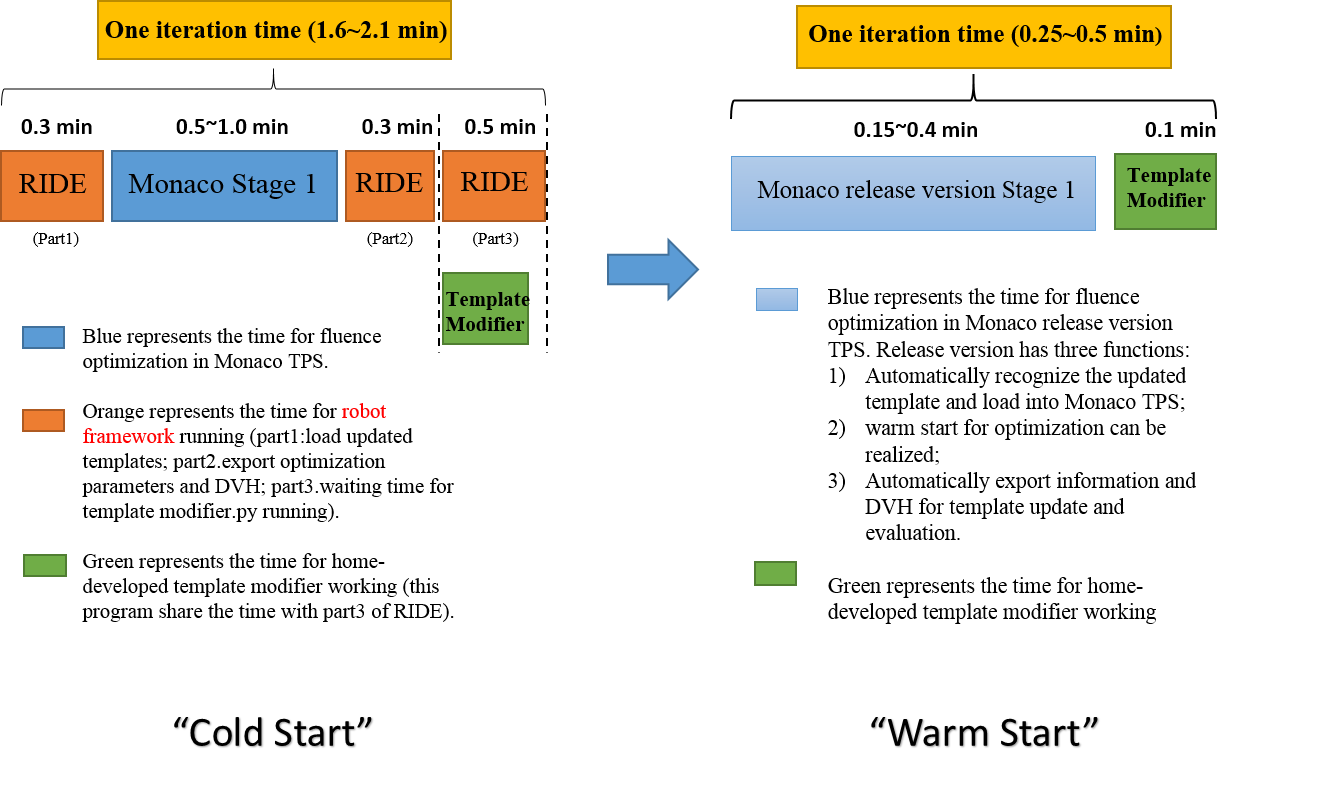 One iteration time (1.6~2.1 min)
0.3 min
0.5~1.0 min
0.3 min
0.5 min
RIDE
Monaco Stage 1
RIDE
RIDE
(Part1)
(Part2)
(Part3)
Template
Modifier
Blue represents the time for fluence
optimization in Monaco TPS.
Orange represents the time for robot
framework running (part1:load updated
templates; part2.export optimization
parameters and DVH; part3.waiting time for
template modifier.py running).
Green represents the time for home-
developed template modifier working (this
program share the time with part3 of RIDE).
“Cold Start”
One iteration time (0.25~0.5 min)
0.15~0.4 min
0.1 min
Monaco release version Stage 1
Template
Modifier
Blue represents the time for fluence
optimization in Monaco release version
TPS. Release version has three functions:
1) Automatically recognize the updated
template and load into Monaco TPS;
2) warm start for optimization can be
realized;
3) Automatically export information and
DVH for template update and
evaluation.
Green represents the time for home-
developed template modifier working
“Warm Start”